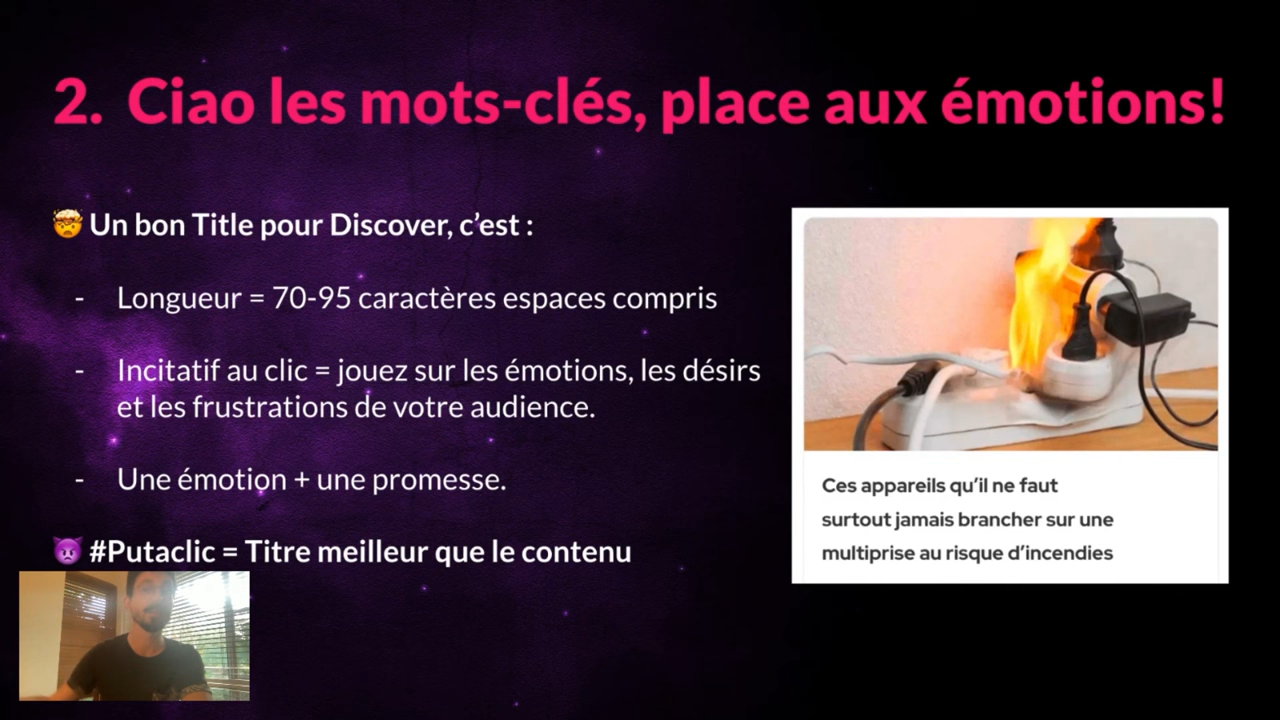 2. Ciao les mots-clés, place aux émotions!
🤯 Un bon Title pour Discover, c’est :
- Longueur = 70-95 caractères espaces compris
- Incitatif au clic = jouez sur les émotions, les désirs
et les frustrations de votre audience.
- Une émotion + une promesse.
😈 #Putaclic = Titre meilleur que le contenu
Ces appareils qu’il ne faut
surtout jamais brancher sur une
multiprise au risque d’incendies